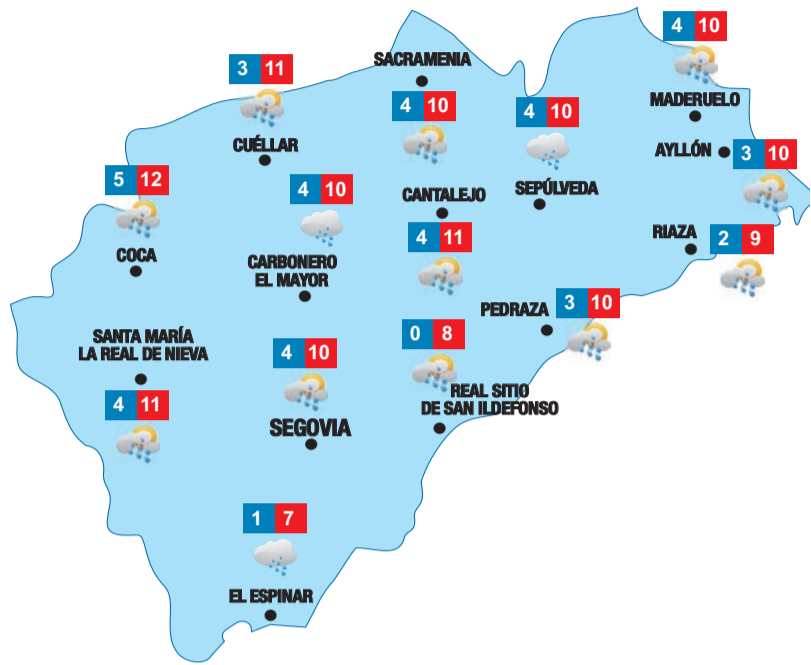 4 10
MADERUELO
3 11
CUÉLLAR
SACRAMENIA
4 10
4 10
SEPÚLVEDA
AYLLÓN
3 10
5 12
COCA
4 10
CARBONERO
EL MAYOR
CANTALEJO
4 11
RIAZA
2 9
SANTA MARÍA
LA REAL DE NIEVA
4 11
4 10
SEGOVIA
PEDRAZA
3 10
0 8
REAL SITIO
DE SAN ILDEFONSO
1 7
EL ESPINAR